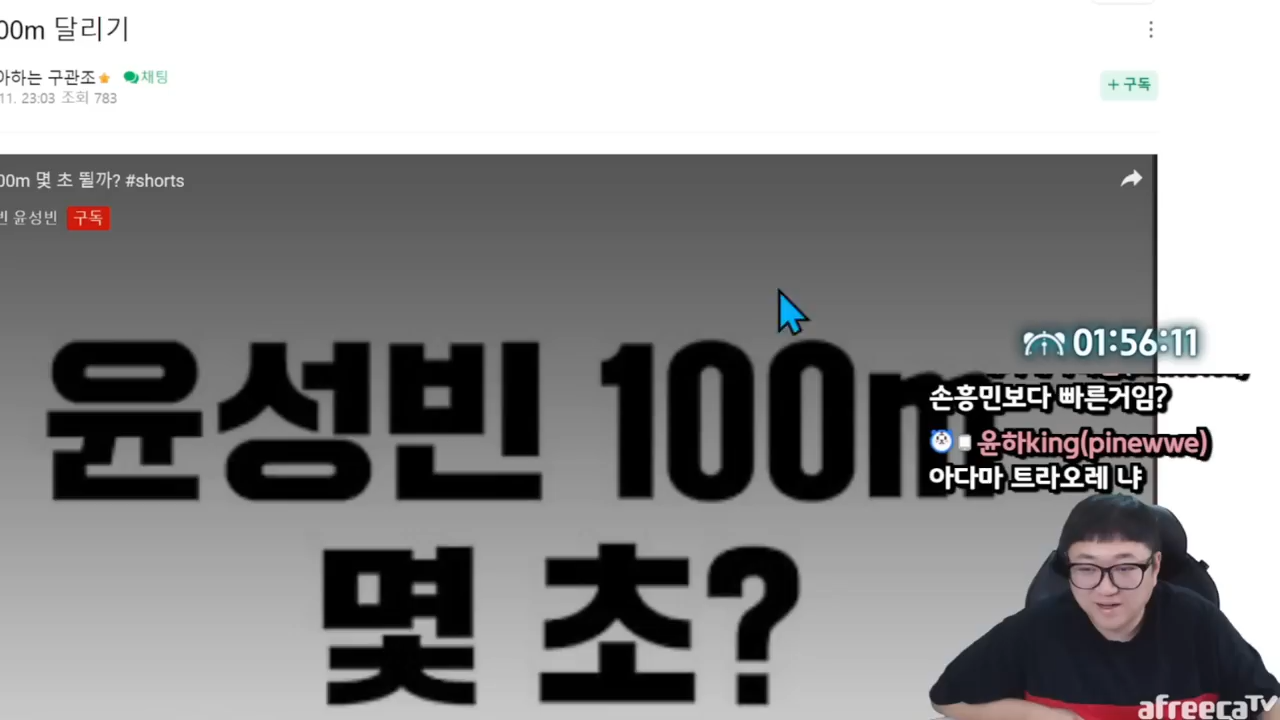 00m 달리기
아하는 구관조 채팅
11. 23:03 조회 783
+ 구독
00m 몇 초 뛸까? #shorts
빈 윤성빈 구독
윤성빈 100m
몇 초?
01:56:11
손흥민보다 빠른거임?
윤하king(pinewwe)
아다마 트라오레 냐
afreecaTV